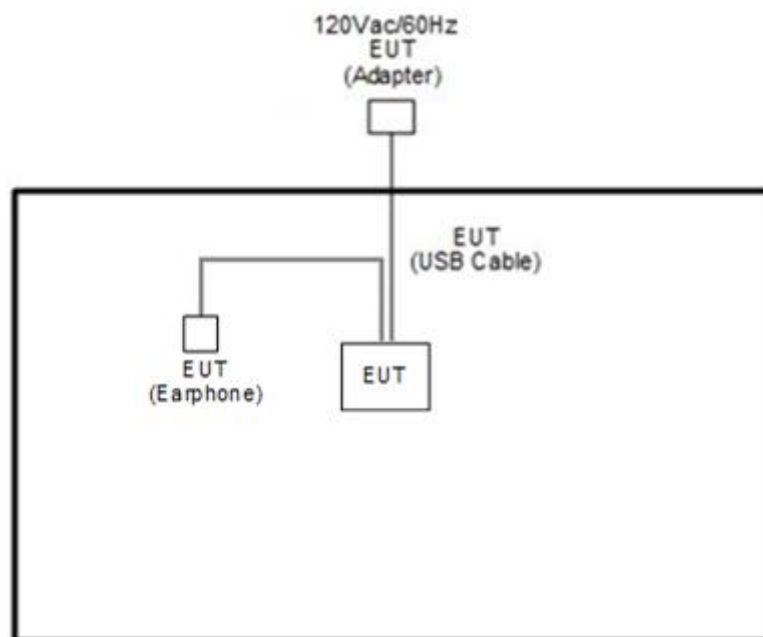 120Vac/60Hz
EUT
(Adapter)
EUT
(USB Cable)
EUT
(Earphone)
EUT